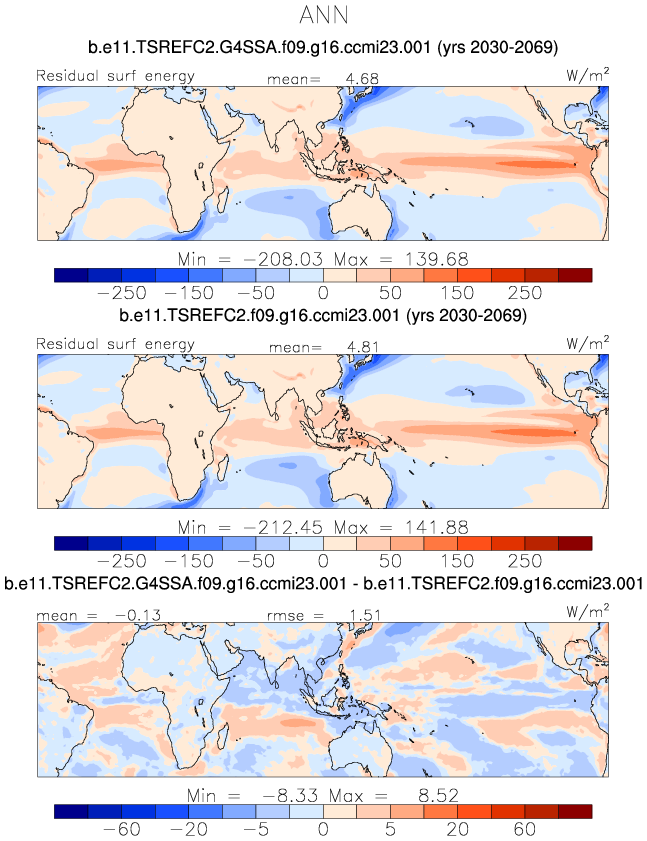 ANN
b.e11.TSREFC2.G4SSA.f09.g16.ccmi23.001 (yrs 2030-2069)
Residual surf energy mean= 4.68 W/m²
Min = −208.03 Max = 139.68
−250 −150 −50 0 50 150 250
b.e11.TSREFC2.f09.g16.ccmi23.001 (yrs 2030-2069)
Residual surf energy mean= 4.81 W/m²
Min = −212.45 Max = 141.88
−250 −150 −50 0 50 150 250
b.e11.TSREFC2.G4SSA.f09.g16.ccmi23.001 - b.e11.TSREFC2.f09.g16.ccmi23.001
mean = −0.13 rmse = 1.51 W/m²
Min = −8.33 Max = 8.52
−60 −20 −5 0 5 20 60